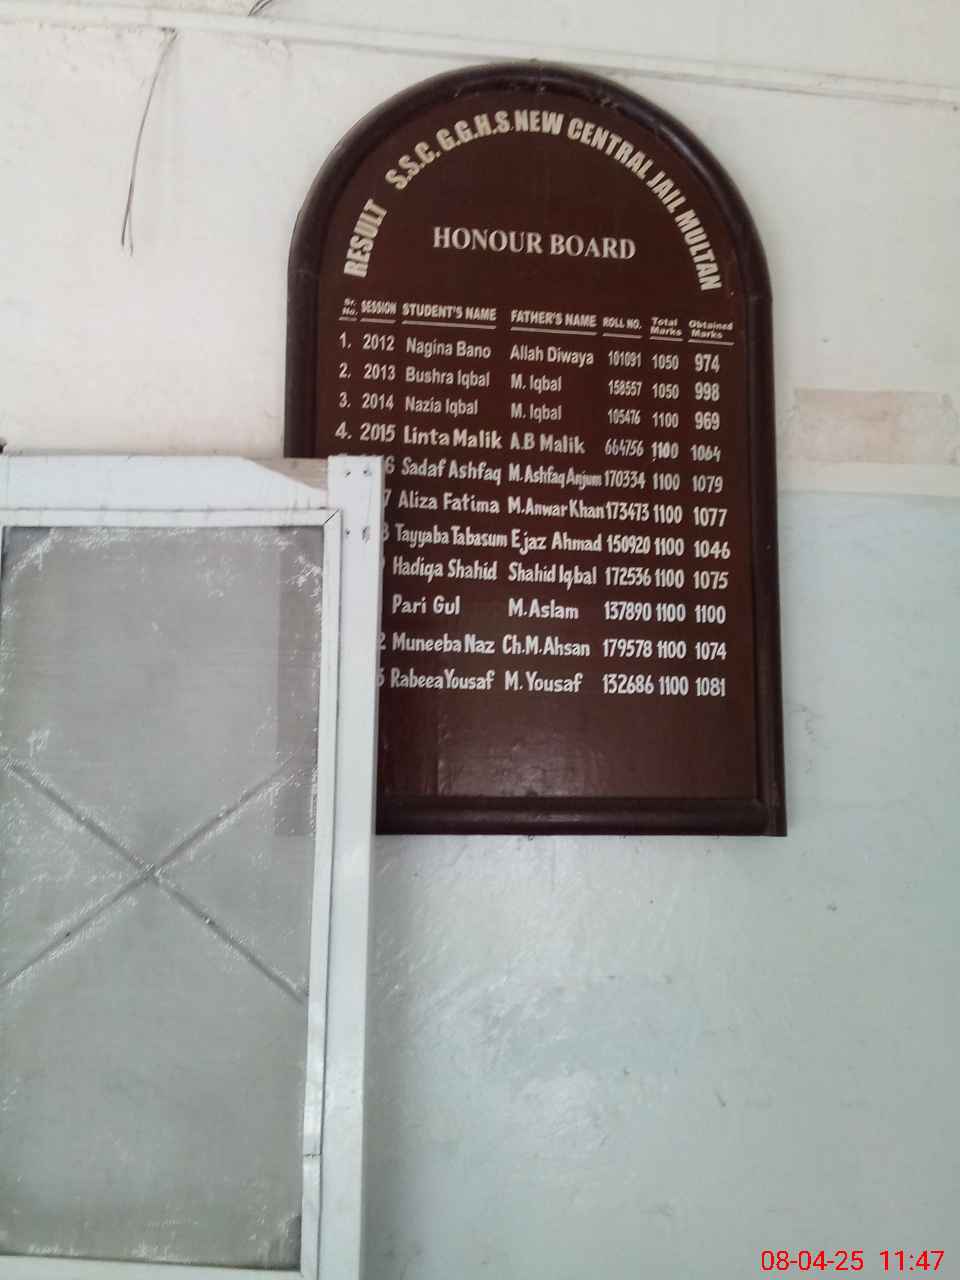 RESULT S.S.C. G.G.H.S. NEW CENTRAL JAIL MULTAN
HONOUR BOARD
Sr. No. SESSION STUDENT'S NAME FATHER'S NAME ROLL NO. Total Marks Obtained Marks
1. 2012 Nagina Bano Allah Diwaya 101091 1050 974
2. 2013 Bushra Iqbal M. Iqbal 158557 1050 998
3. 2014 Nazia Iqbal M. Iqbal 105476 1100 969
4. 2015 Linta Malik A.B Malik 664756 1100 1064
6 Sadaf Ashfaq M. Ashfaq Anjum 170334 1100 1079
7 Aliza Fatima M. Anwar Khan 173473 1100 1077
8 Tayyaba Tabasum Ejaz Ahmad 150920 1100 1046
Hadiqa Shahid Shahid Iqbal 172536 1100 1075
Pari Gul M. Aslam 137890 1100 1100
2 Muneeba Naz Ch. M. Ahsan 179578 1100 1074
Rabeea Yousaf M. Yousaf 132686 1100 1081
08-04-25 11:47